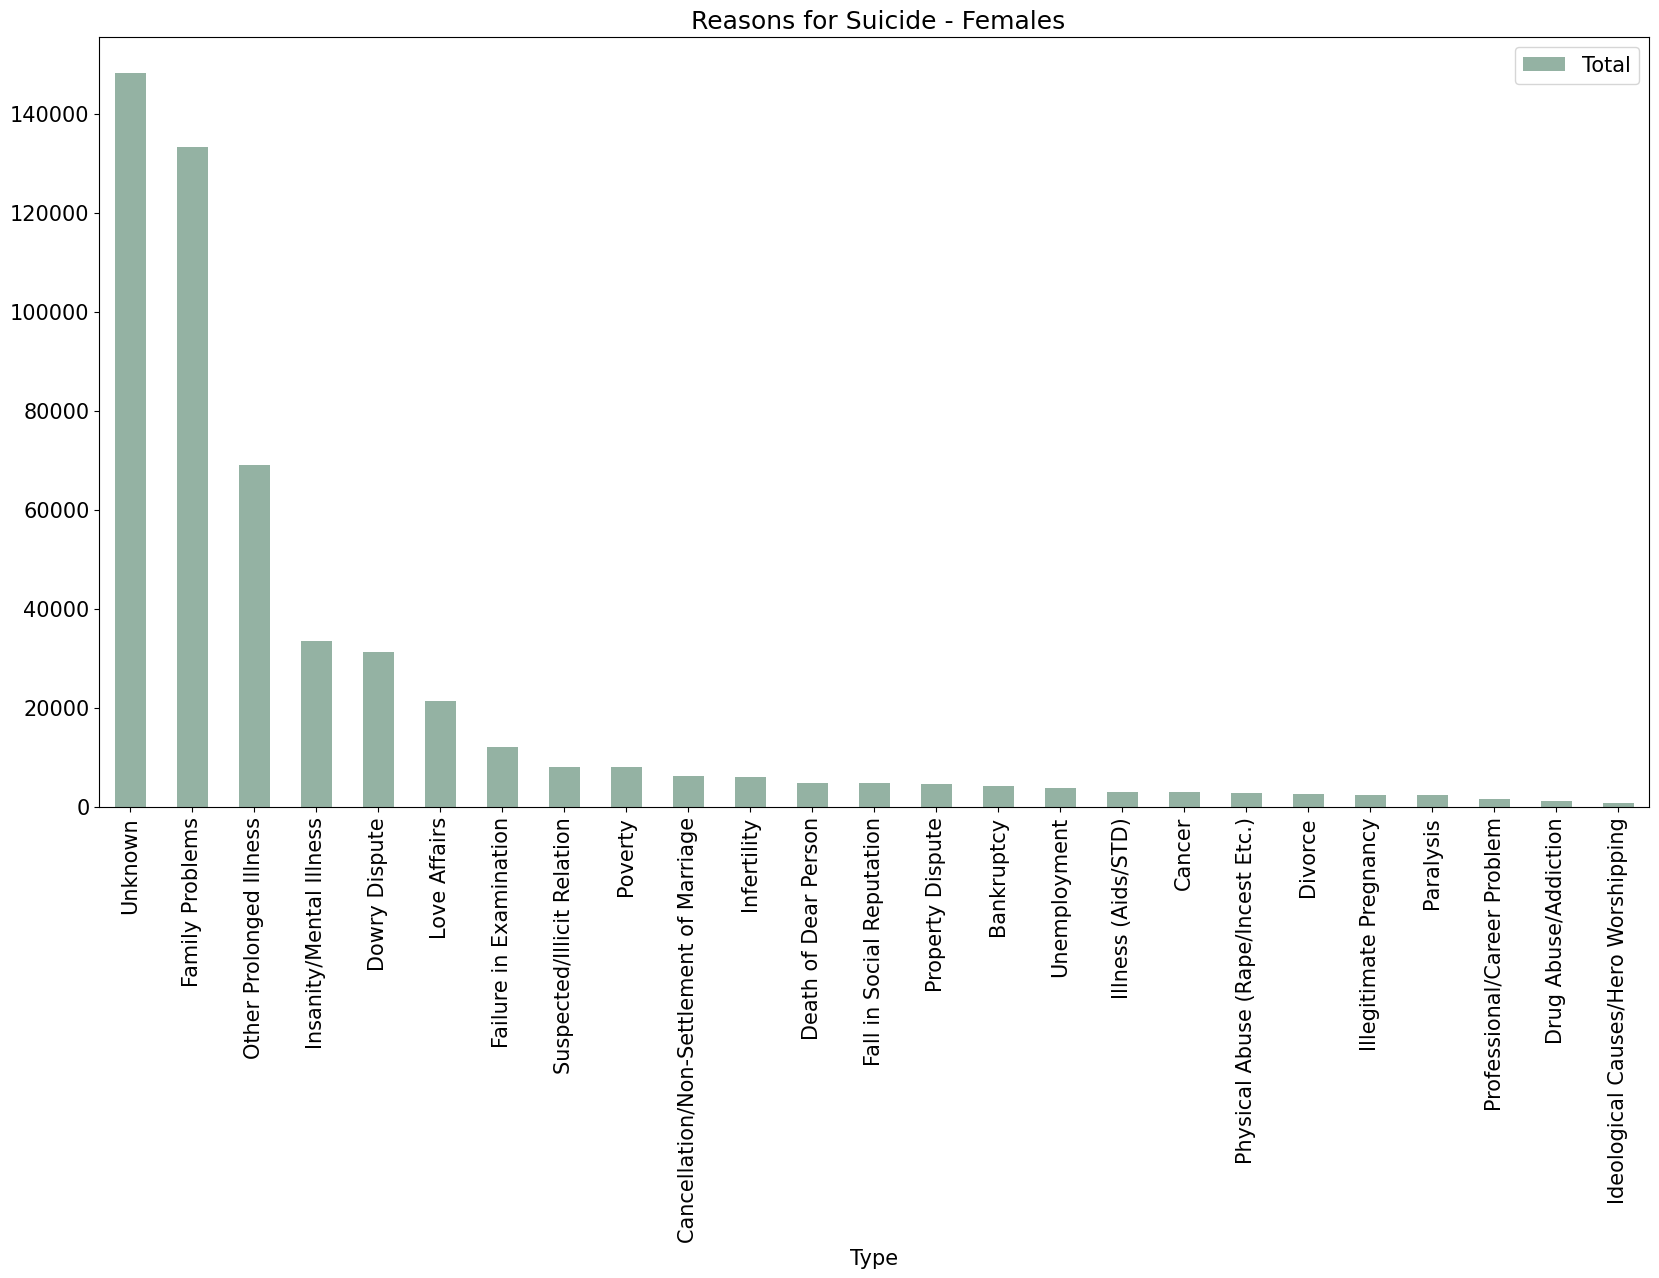 Reasons for Suicide - Females
Total
140000
120000
100000
80000
60000
40000
20000
0
Unknown
Family Problems
Other Prolonged Illness
Insanity/Mental Illness
Dowry Dispute
Love Affairs
Failure in Examination
Suspected/Illicit Relation
Poverty
Cancellation/Non-Settlement of Marriage
Infertility
Death of Dear Person
Fall in Social Reputation
Property Dispute
Bankruptcy
Unemployment
Illness (Aids/STD)
Cancer
Physical Abuse (Rape/Incest Etc.)
Divorce
Illegitimate Pregnancy
Paralysis
Professional/Career Problem
Drug Abuse/Addiction
Ideological Causes/Hero Worshipping
Type